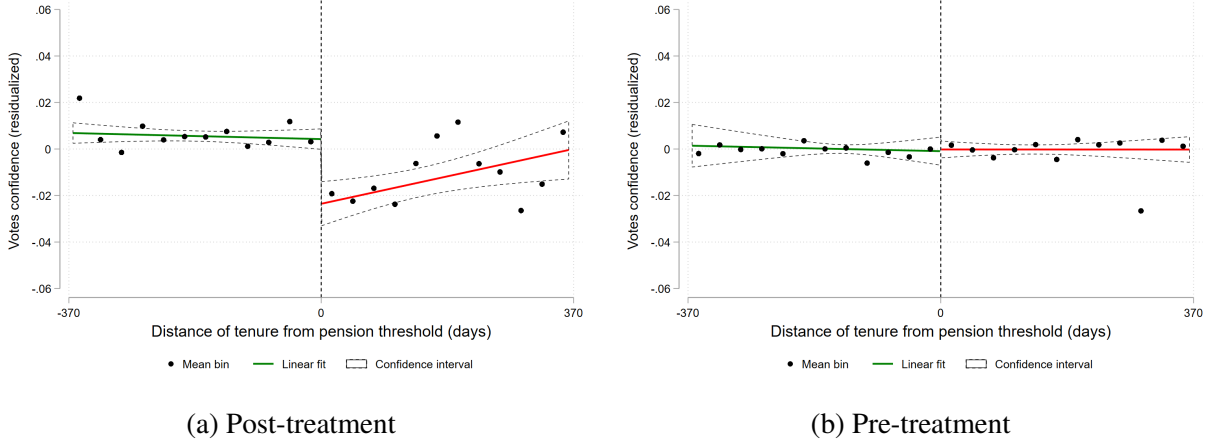 .06
.04
.02
0
-.02
-.04
-.06
Votes confidence (residualized)
-370
0
370
Distance of tenure from pension threshold (days)
Mean bin
Linear fit
Confidence interval
(a) Post-treatment
.06
.04
.02
0
-.02
-.04
-.06
Votes confidence (residualized)
-370
0
370
Distance of tenure from pension threshold (days)
Mean bin
Linear fit
Confidence interval
(b) Pre-treatment